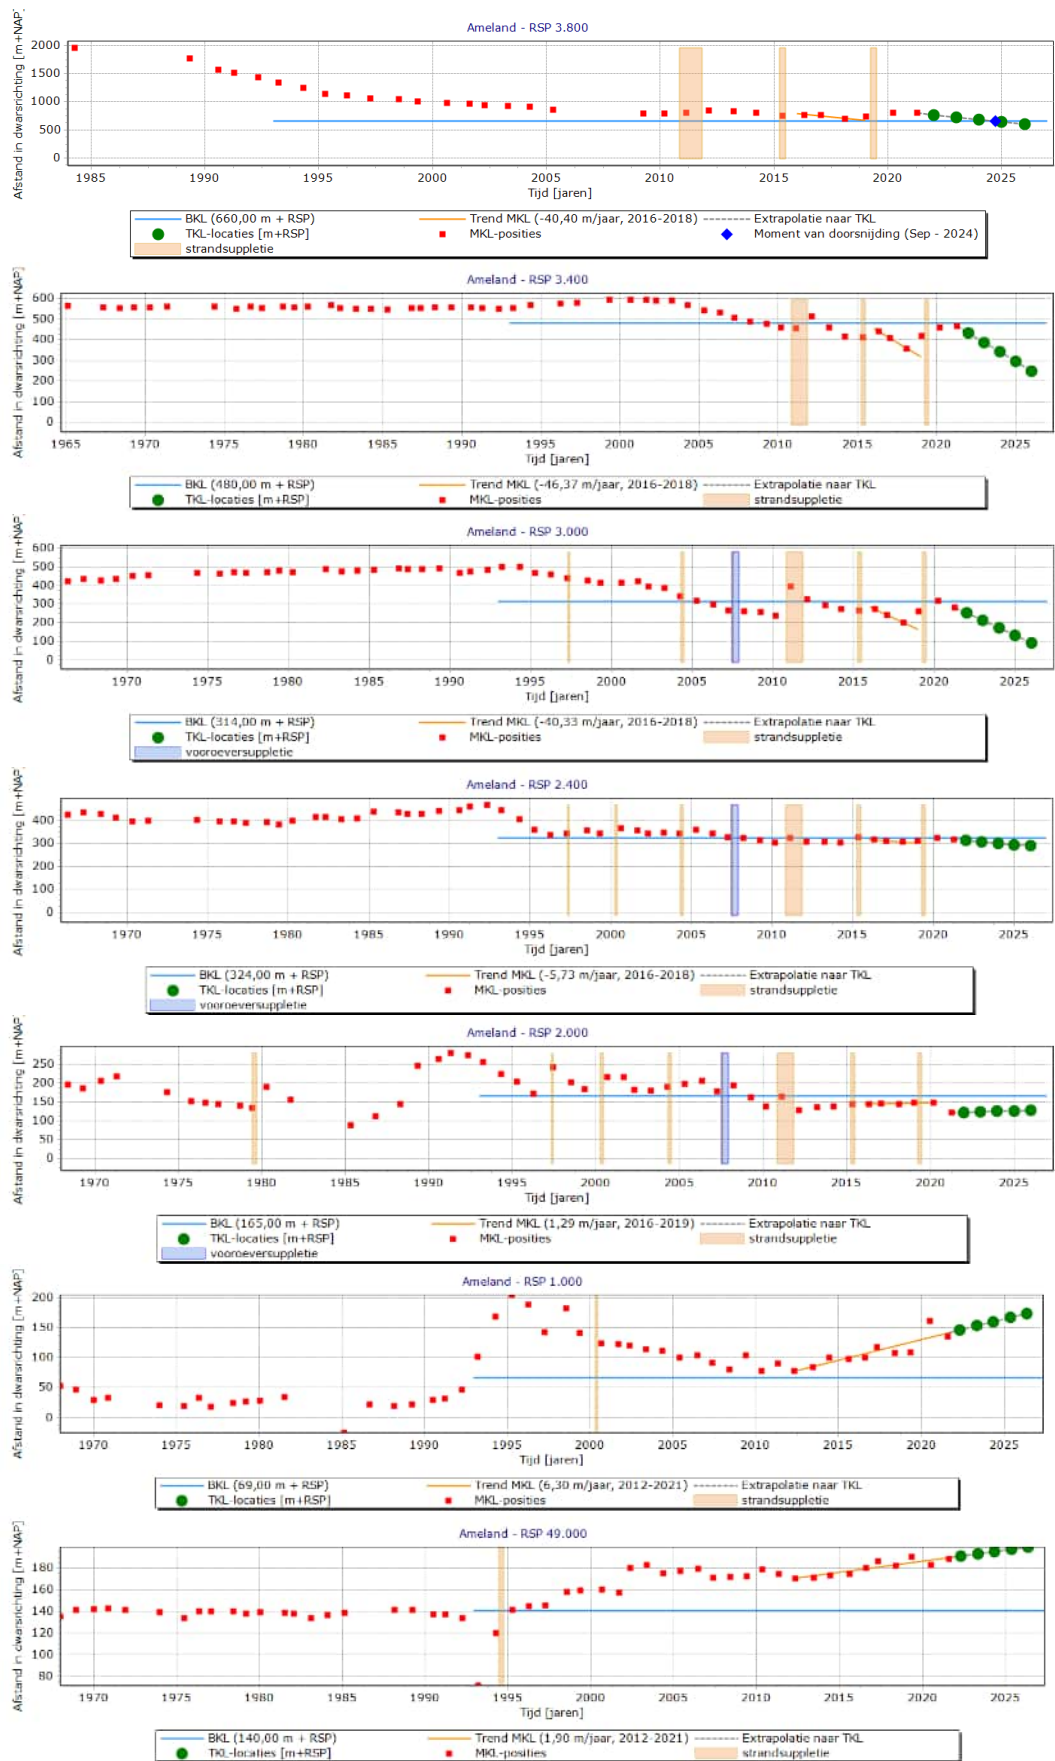 Ameland - RSP 3.800
Afstand in dwarsrichting [m+NAP]
2000
1500
1000
500
0
1985 1990 1995 2000 2005 2010 2015 2020 2025
Tijd [jaren]
BKL (660,00 m + RSP) Trend MKL (-40,40 m/jaar, 2016-2018) Extrapolatie naar TKL
TKL-locaties [m+RSP] MKL-posities Moment van doorsnijding (Sep - 2024)
strandsuppletie
Ameland - RSP 3.400
Afstand in dwarsrichting [m+NAP]
600
500
400
300
200
100
0
1965 1970 1975 1980 1985 1990 1995 2000 2005 2010 2015 2020 2025
Tijd [jaren]
BKL (480,00 m + RSP) Trend MKL (-46,37 m/jaar, 2016-2018) Extrapolatie naar TKL
TKL-locaties [m+RSP] MKL-posities strandsuppletie
Ameland - RSP 3.000
Afstand in dwarsrichting [m+NAP]
600
500
400
300
200
100
0
1970 1975 1980 1985 1990 1995 2000 2005 2010 2015 2020 2025
Tijd [jaren]
BKL (314,00 m + RSP) Trend MKL (-40,33 m/jaar, 2016-2018) Extrapolatie naar TKL
TKL-locaties [m+RSP] MKL-posities strandsuppletie
vooroeversuppletie
Ameland - RSP 2.400
Afstand in dwarsrichting [m+NAP]
400
300
200
100
0
1970 1975 1980 1985 1990 1995 2000 2005 2010 2015 2020 2025
Tijd [jaren]
BKL (324,00 m + RSP) Trend MKL (-5,73 m/jaar, 2016-2018) Extrapolatie naar TKL
TKL-locaties [m+RSP] MKL-posities strandsuppletie
vooroeversuppletie
Ameland - RSP 2.000
Afstand in dwarsrichting [m+NAP]
250
200
150
100
50
0
1970 1975 1980 1985 1990 1995 2000 2005 2010 2015 2020 2025
Tijd [jaren]
BKL (165,00 m + RSP) Trend MKL (1,29 m/jaar, 2016-2019) Extrapolatie naar TKL
TKL-locaties [m+RSP] MKL-posities strandsuppletie
vooroeversuppletie
Ameland - RSP 1.000
Afstand in dwarsrichting [m+NAP]
200
150
100
50
0
1970 1975 1980 1985 1990 1995 2000 2005 2010 2015 2020 2025
Tijd [jaren]
BKL (69,00 m + RSP) Trend MKL (6,30 m/jaar, 2012-2021) Extrapolatie naar TKL
TKL-locaties [m+RSP] MKL-posities strandsuppletie
Ameland - RSP 49.000
Afstand in dwarsrichting [m+NAP]
180
160
140
120
100
80
1970 1975 1980 1985 1990 1995 2000 2005 2010 2015 2020 2025
Tijd [jaren]
BKL (140,00 m + RSP) Trend MKL (1,90 m/jaar, 2012-2021) Extrapolatie naar TKL
TKL-locaties [m+RSP] MKL-posities strandsuppletie